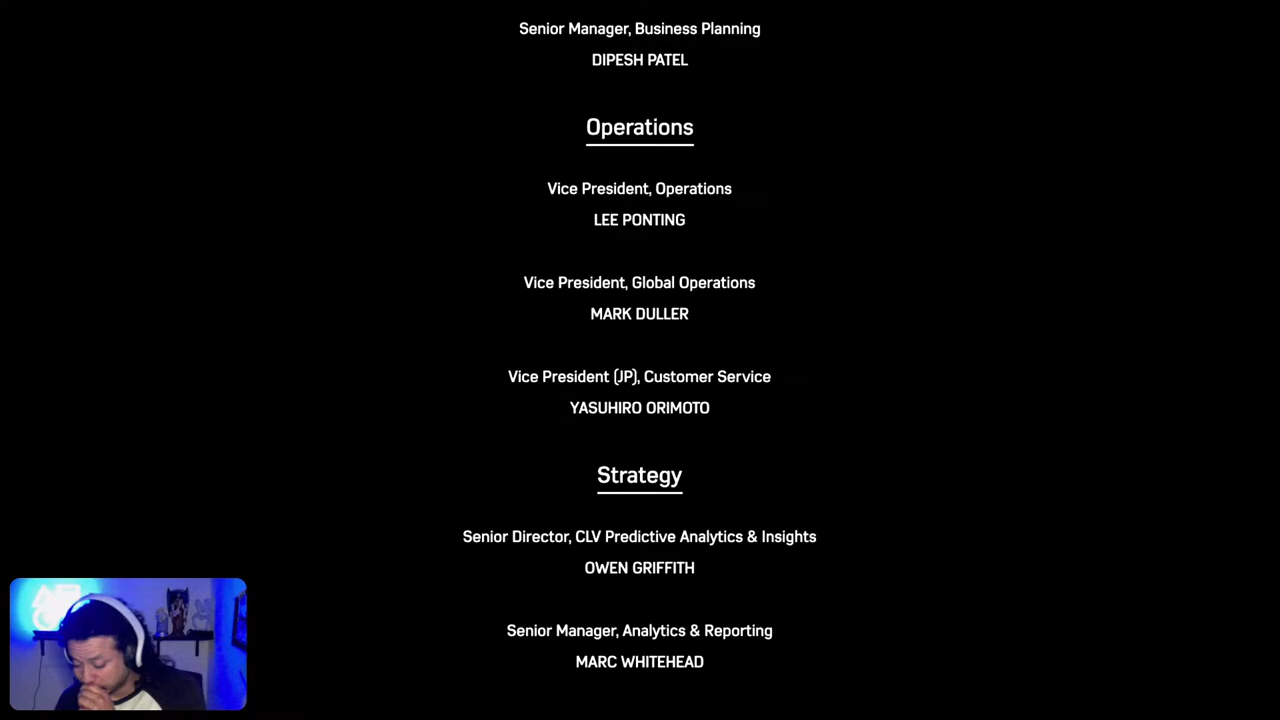 Senior Manager, Business Planning
DIPESH PATEL
Operations
Vice President, Operations
LEE PONTING
Vice President, Global Operations
MARK DULLER
Vice President (JP), Customer Service
YASUHIRO ORIMOTO
Strategy
Senior Director, CLV Predictive Analytics & Insights
OWEN GRIFFITH
Senior Manager, Analytics & Reporting
MARC WHITEHEAD